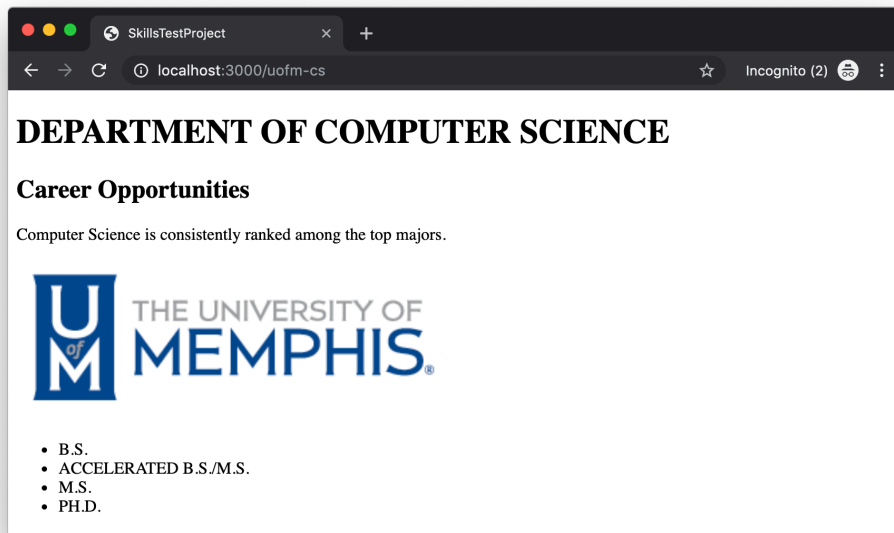 SkillsTestProject
localhost:3000/uofm-cs
Incognito (2)
DEPARTMENT OF COMPUTER SCIENCE
Career Opportunities
Computer Science is consistently ranked among the top majors.
U
of
M
THE UNIVERSITY OF
MEMPHIS®
• B.S.
• ACCELERATED B.S./M.S.
• M.S.
• PH.D.